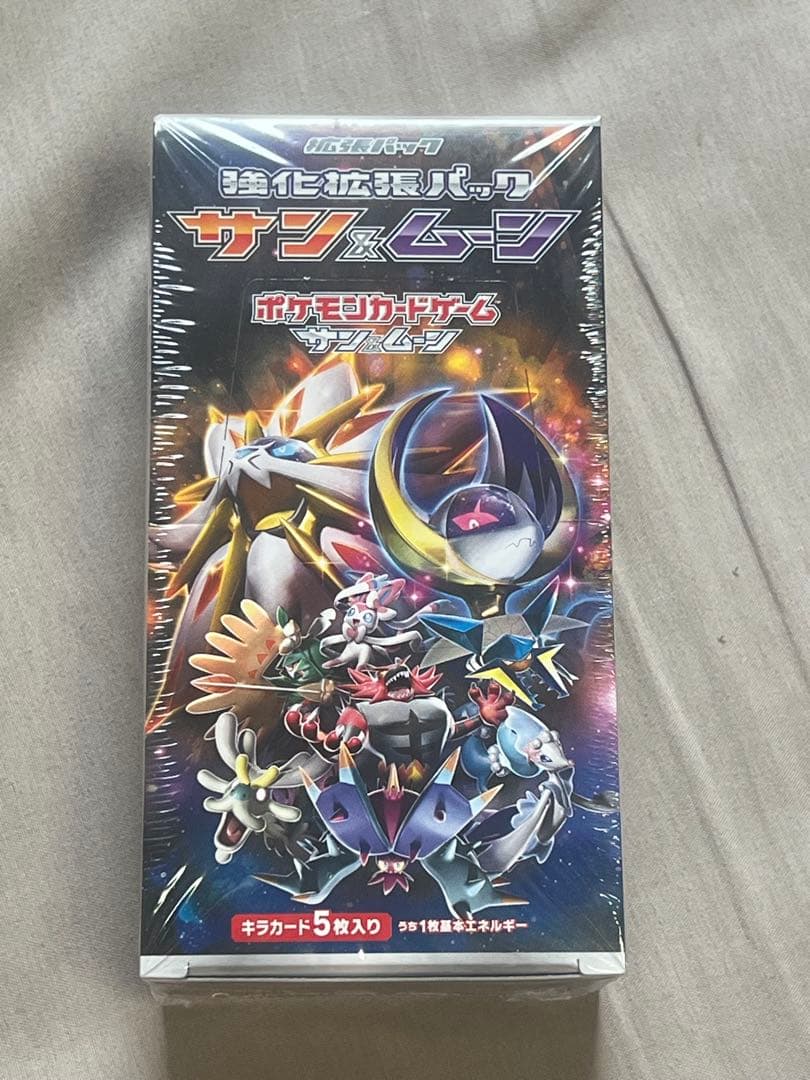 拡張パック
強化拡張パック
サン&ムーン
ポケモンカードゲーム
サン&ムーン
キラカード5枚入り うち1枚基本エネルギー